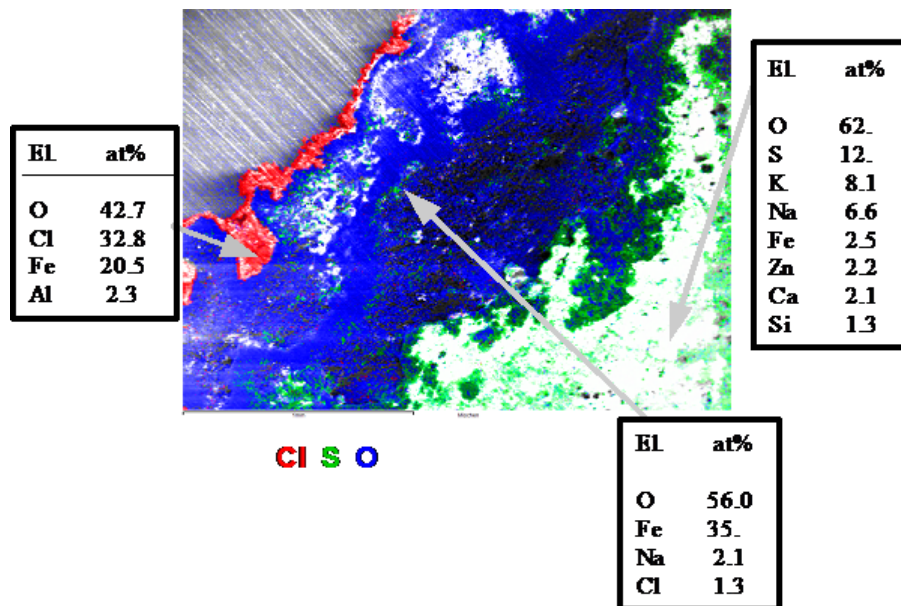 El. at%
O 42.7
Cl 32.8
Fe 20.5
Al 2.3
El. at%
O 62.
S 12.
K 8.1
Na 6.6
Fe 2.5
Zn 2.2
Ca 2.1
Si 1.3
Cl S O
El. at%
O 56.0
Fe 35.
Na 2.1
Cl 1.3